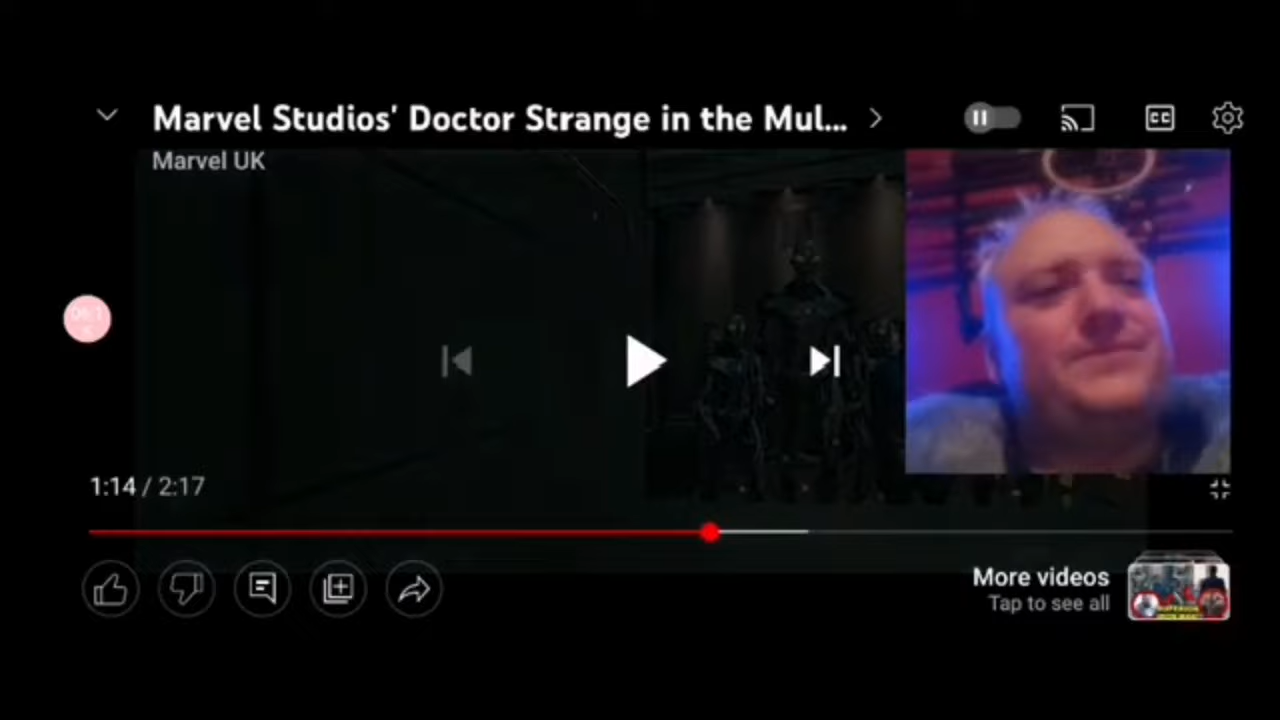 Marvel Studios' Doctor Strange in the Mul...
Marvel UK
CC
1:14 / 2:17
More videos
Tap to see all